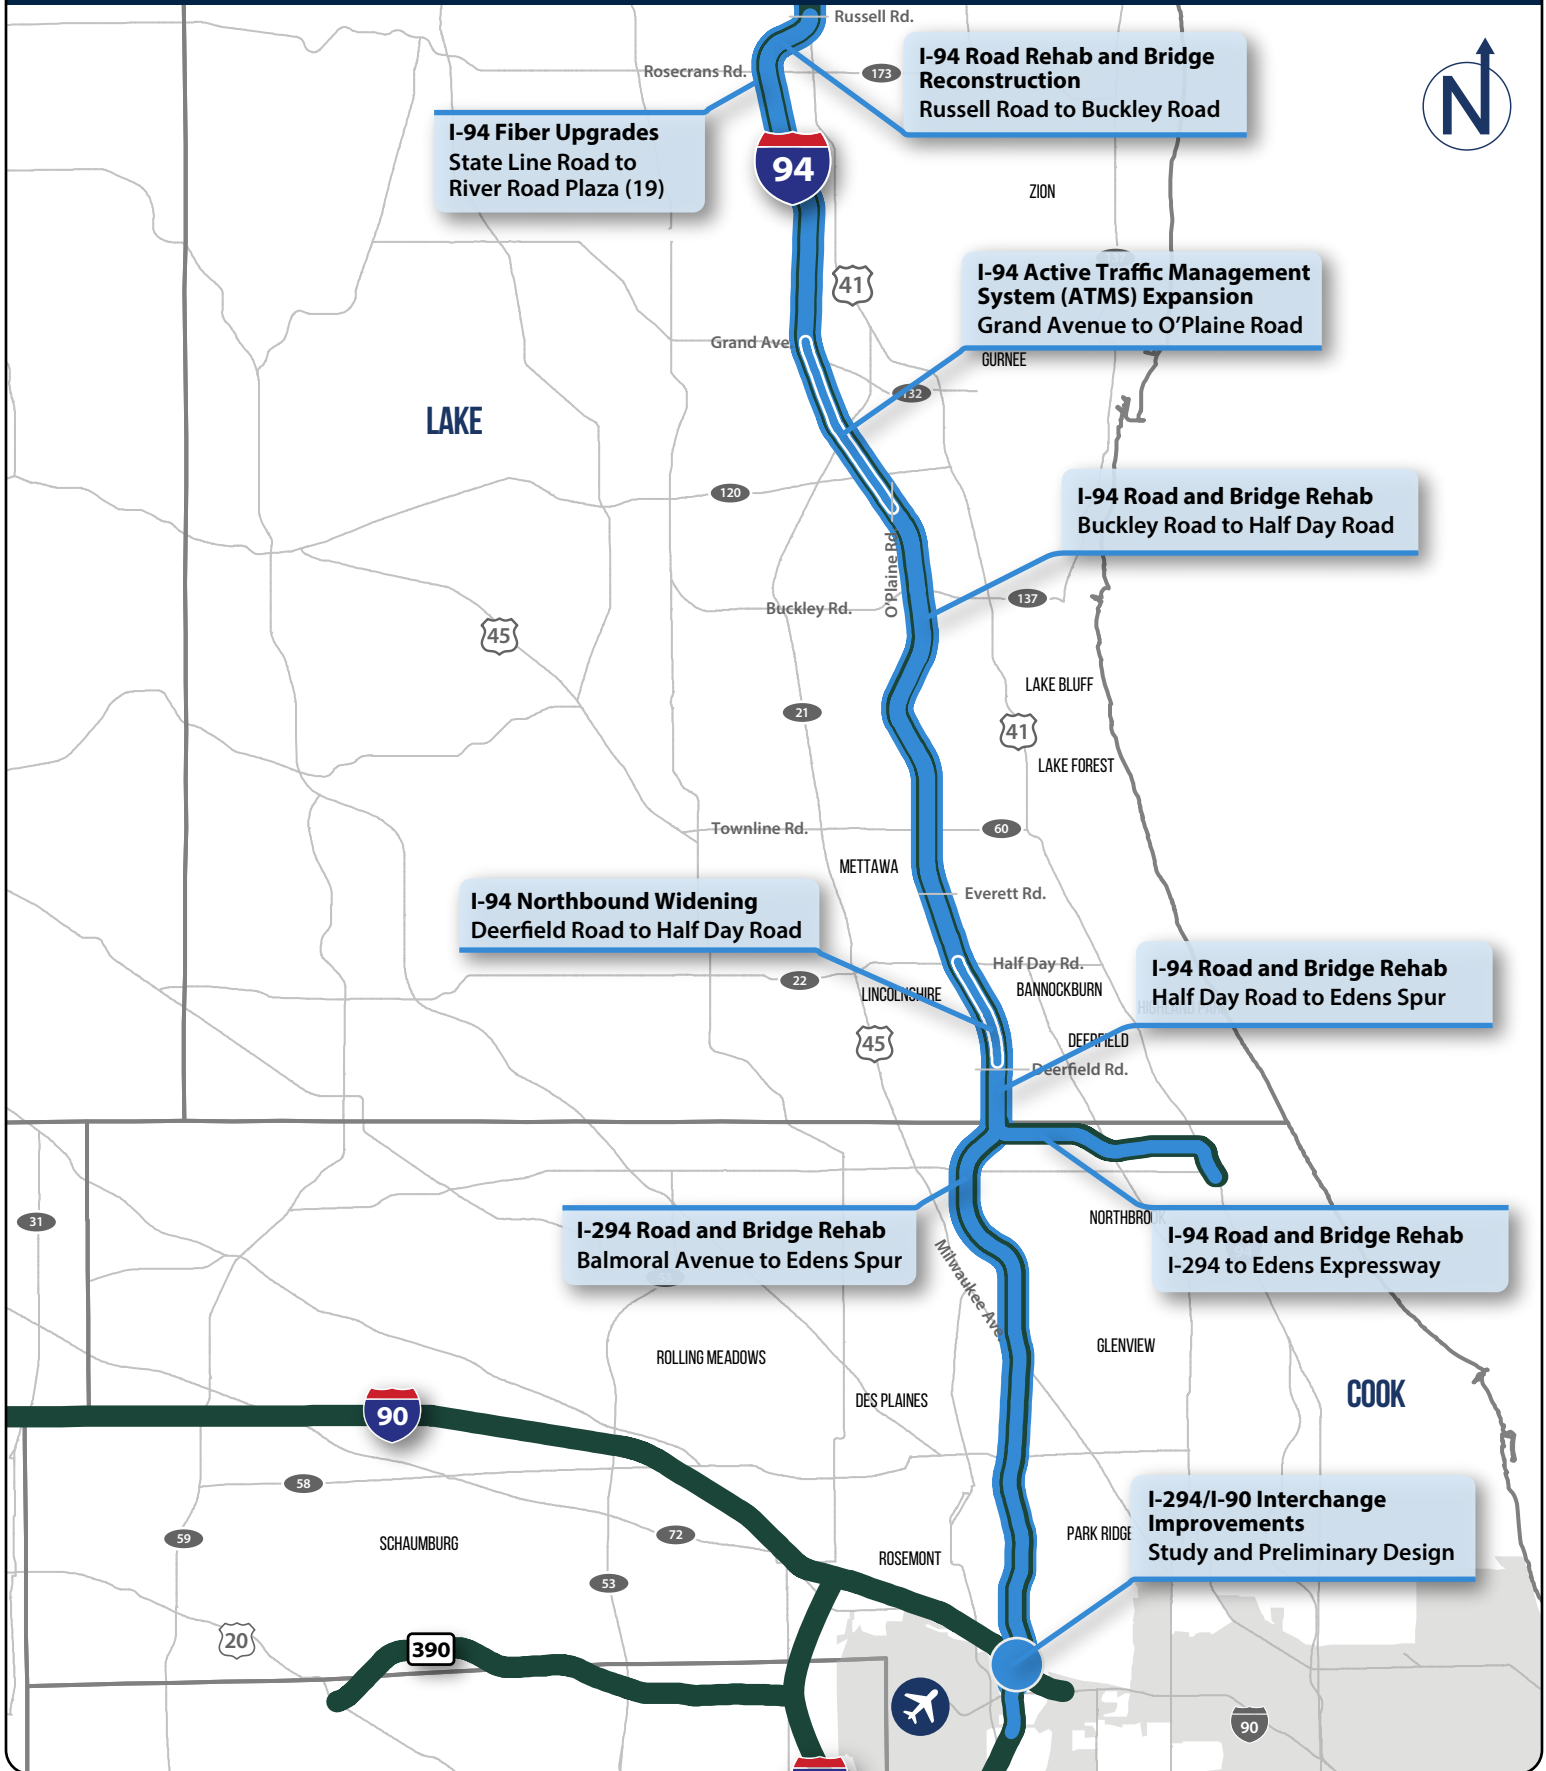 Russell Rd.
I-94 Road Rehab and Bridge
Reconstruction
Russell Road to Buckley Road
Rosecrans Rd.
173
N
I-94 Fiber Upgrades
State Line Road to
River Road Plaza (19)
94
ZION
137
41
I-94 Active Traffic Management
System (ATMS) Expansion
Grand Avenue to O'Plaine Road
Grand Ave
GURNEE
132
LAKE
120
I-94 Road and Bridge Rehab
Buckley Road to Half Day Road
O'Plaine Rd
Buckley Rd.
137
45
LAKE BLUFF
21
41
LAKE FOREST
Townline Rd.
60
METTAWA
Everett Rd.
I-94 Northbound Widening
Deerfield Road to Half Day Road
Half Day Rd.
22
LINCOLNSHIRE
BANNOCKBURN
I-94 Road and Bridge Rehab
Half Day Road to Edens Spur
HIGHLAND PARK
45
DEERFIELD
Deerfield Rd.
31
I-294 Road and Bridge Rehab
Balmoral Avenue to Edens Spur
NORTHBROOK
I-94 Road and Bridge Rehab
I-294 to Edens Expressway
Milwaukee Ave.
GLENVIEW
ROLLING MEADOWS
DES PLAINES
COOK
90
58
59
SCHAUMBURG
72
53
ROSEMONT
PARK RIDGE
I-294/I-90 Interchange
Improvements
Study and Preliminary Design
20
390
90